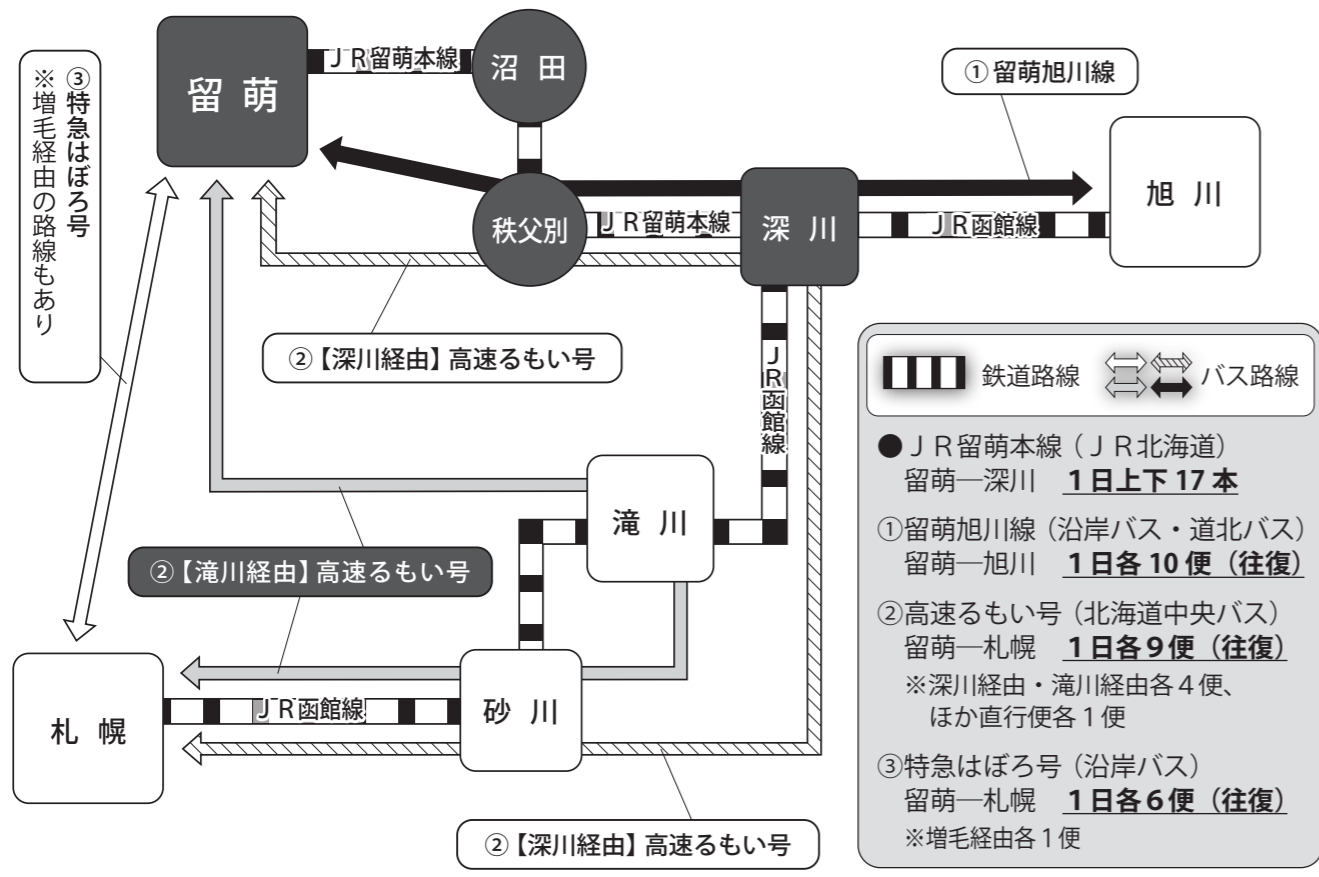 留萌
ＪＲ留萌本線
沼田
①留萌旭川線
旭川
③特急はぼろ号
※増毛経由の路線もあり
秩父別
ＪＲ留萌本線
深川
ＪＲ函館線
②【深川経由】高速るもい号
ＪＲ函館線
滝川
②【滝川経由】高速るもい号
札幌
ＪＲ函館線
砂川
②【深川経由】高速るもい号
鉄道路線
バス路線
●ＪＲ留萌本線（ＪＲ北海道）
留萌―深川　１日上下17本
①留萌旭川線（沿岸バス・道北バス）
留萌―旭川　１日各10便（往復）
②高速るもい号（北海道中央バス）
留萌―札幌　１日各９便（往復）
※深川経由・滝川経由各４便、
ほか直行便各１便
③特急はぼろ号（沿岸バス）
留萌―札幌　１日各６便（往復）
※増毛経由各１便